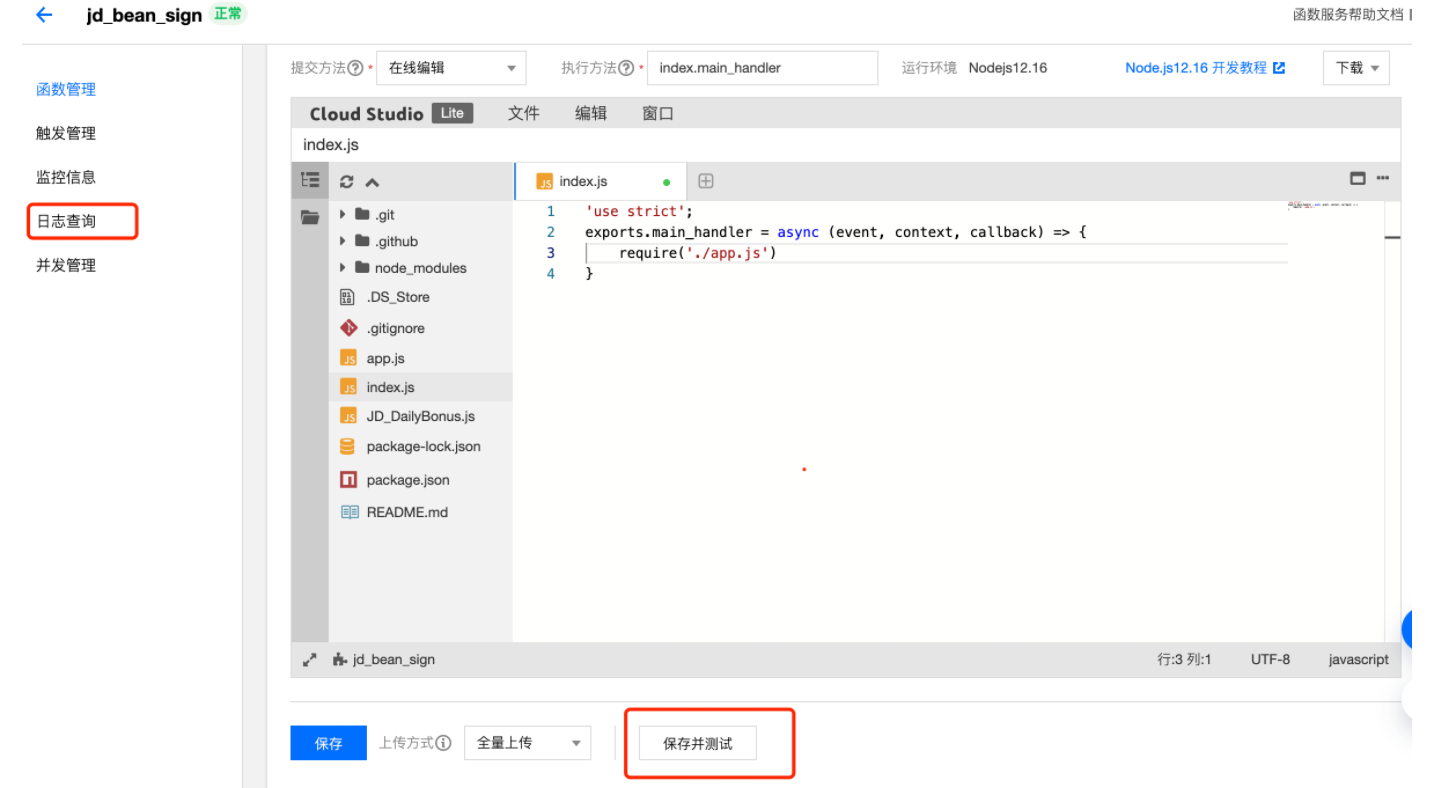 jd_bean_sign 正常
函数服务帮助文档
函数管理
触发管理
监控信息
日志查询
并发管理
提交方法 * 在线编辑 执行方法 * index.main_handler 运行环境 Nodejs12.16 Node.js12.16 开发教程 下载
Cloud Studio Lite 文件 编辑 窗口
index.js
.git
.github
node_modules
.DS_Store
.gitignore
app.js
index.js
JD_DailyBonus.js
package-lock.json
package.json
README.md
index.js
1 'use strict';
2 exports.main_handler = async (event, context, callback) => {
3 require('./app.js')
4 }
jd_bean_sign 行:3 列:1 UTF-8 javascript
保存 上传方式 全量上传 保存并测试